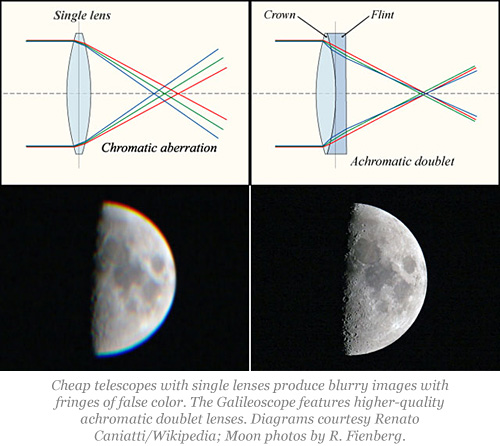 Single lens
Chromatic aberration
Crown
Flint
Achromatic doublet
Cheap telescopes with single lenses produce blurry images with
fringes of false color. The Galileoscope features higher-quality
achromatic doublet lenses. Diagrams courtesy Renato
Caniatti/Wikipedia; Moon photos by R. Fienberg.